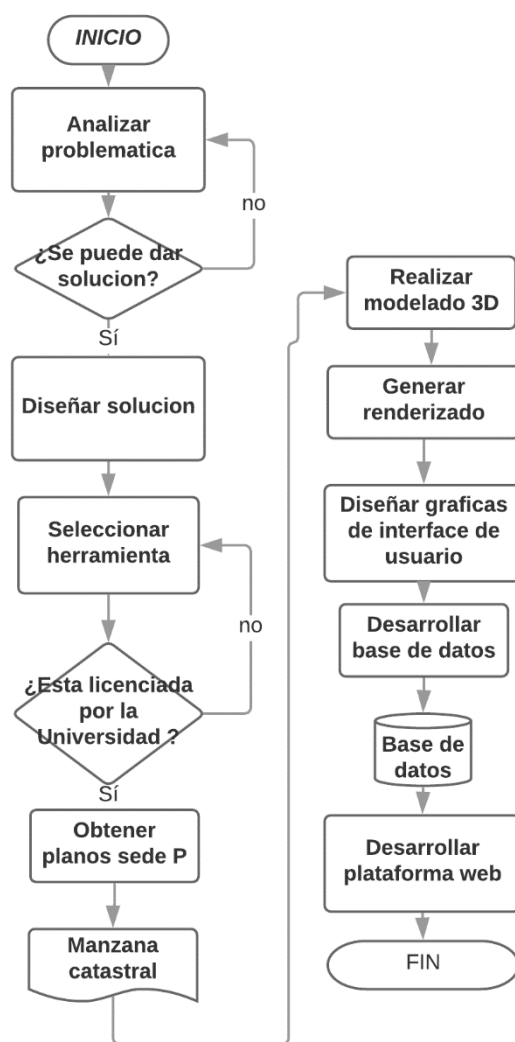 INICIO
Analizar
problematica
no
¿Se puede dar
solucion?
Sí
Diseñar solucion
Seleccionar
herramienta
no
¿Esta licenciada
por la
Universidad ?
Sí
Obtener
planos sede P
Manzana
catastral
Realizar
modelado 3D
Generar
renderizado
Diseñar graficas
de interface de
usuario
Desarrollar
base de datos
Base de
datos
Desarrollar
plataforma web
FIN